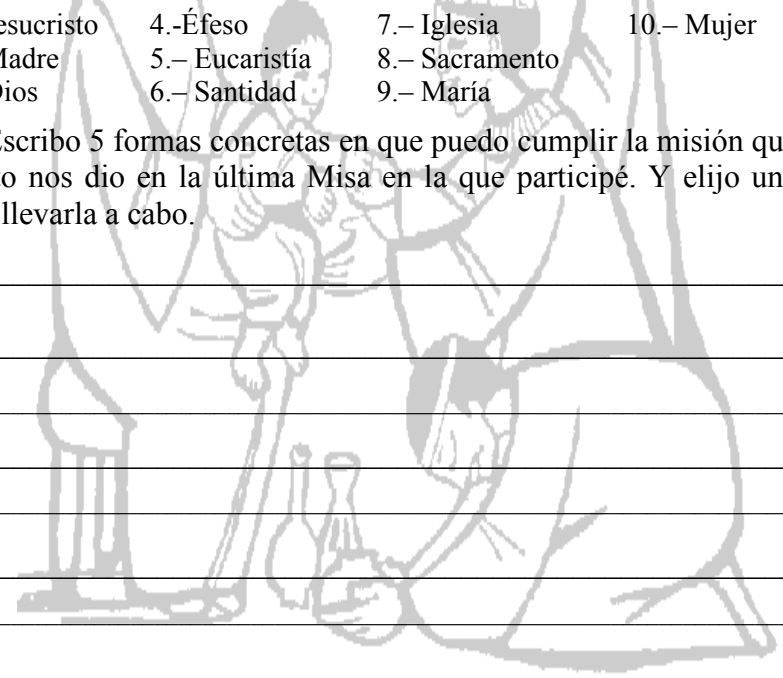 esucristo 4.-Éfeso 7.– Iglesia 10.– Mujer
Madre 5.– Eucaristía 8.– Sacramento
Dios 6.– Santidad 9.– María
Escribo 5 formas concretas en que puedo cumplir la misión qu
to nos dio en la última Misa en la que participé. Y elijo un
llevarla a cabo.